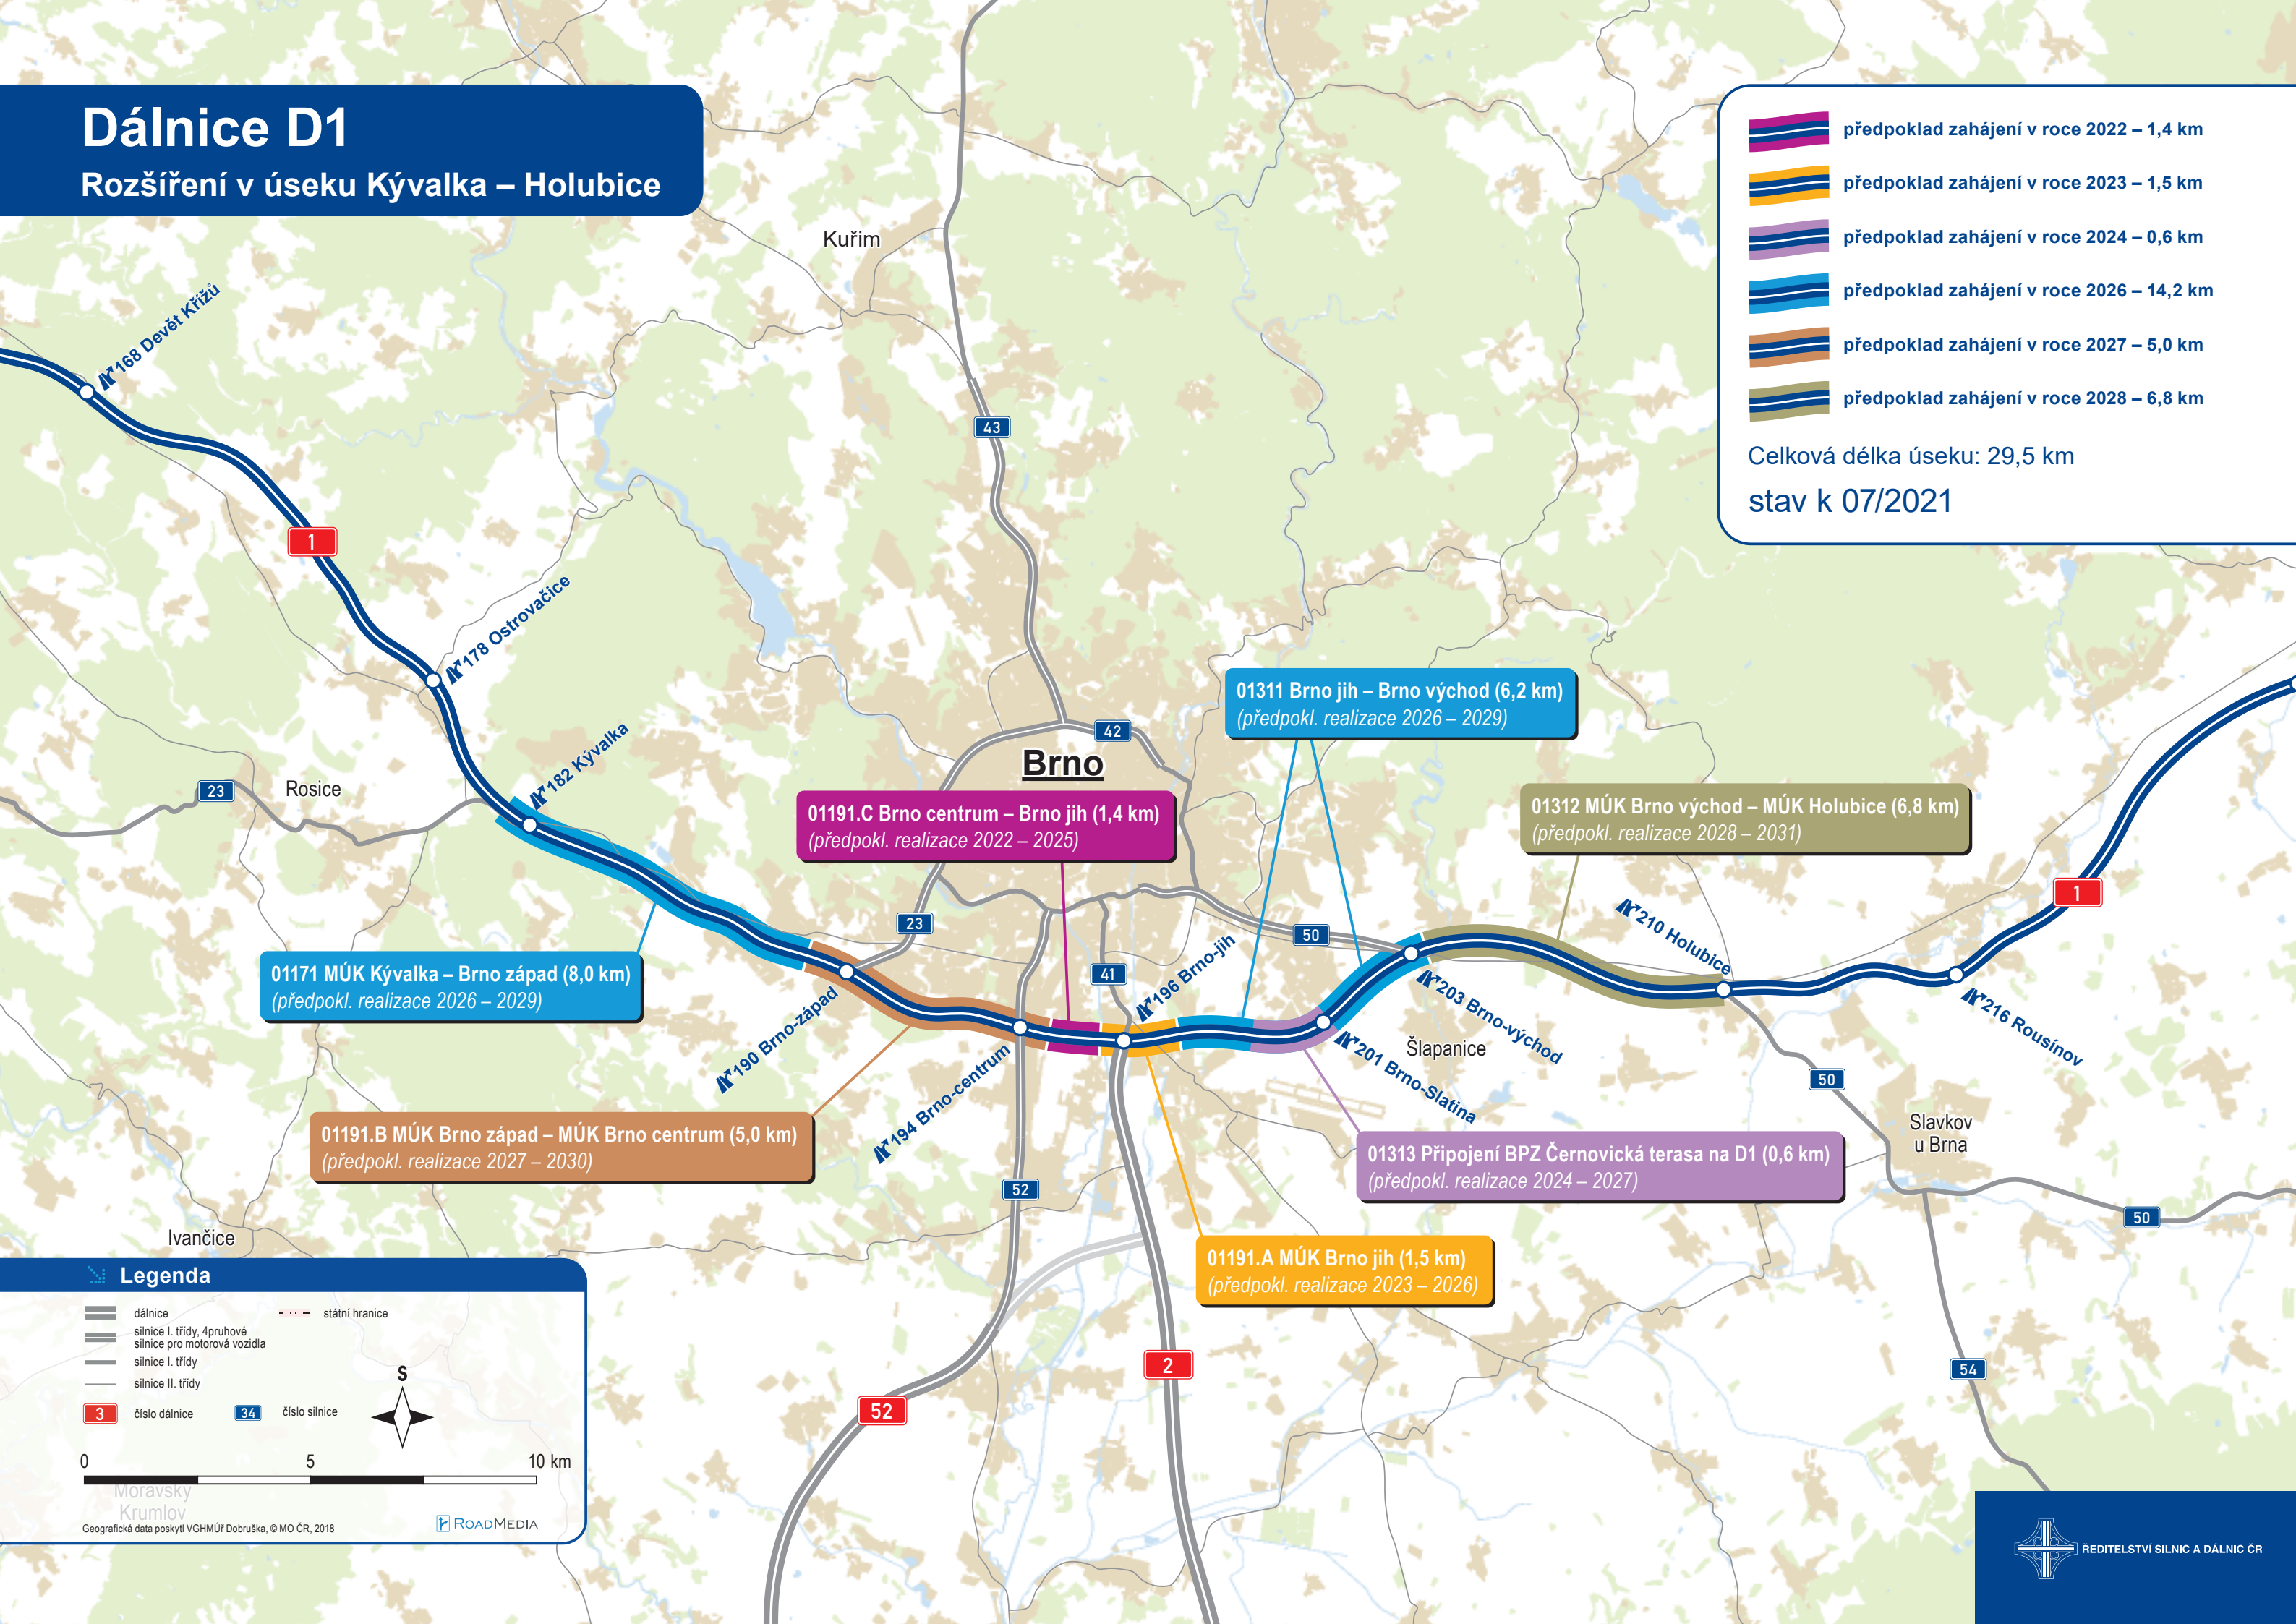 Dálnice D1
Rozšíření v úseku Kývalka – Holubice
předpoklad zahájení v roce 2022 – 1,4 km
předpoklad zahájení v roce 2023 – 1,5 km
předpoklad zahájení v roce 2024 – 0,6 km
předpoklad zahájení v roce 2026 – 14,2 km
předpoklad zahájení v roce 2027 – 5,0 km
předpoklad zahájení v roce 2028 – 6,8 km
Celková délka úseku: 29,5 km
stav k 07/2021
Kuřim
168 Devět Křížů
43
1
178 Ostrovačice
182 Kývalka
23
Rosice
42
Brno
01311 Brno jih – Brno východ (6,2 km)
(předpokl. realizace 2026 – 2029)
01191.C Brno centrum – Brno jih (1,4 km)
(předpokl. realizace 2022 – 2025)
01312 MÚK Brno východ – MÚK Holubice (6,8 km)
(předpokl. realizace 2028 – 2031)
1
23
50
210 Holubice
01171 MÚK Kývalka – Brno západ (8,0 km)
(předpokl. realizace 2026 – 2029)
41
196 Brno-jih
190 Brno-západ
203 Brno-východ
216 Rousínov
194 Brno-centrum
201 Brno-Slatina
Šlapanice
50
01191.B MÚK Brno západ – MÚK Brno centrum (5,0 km)
(předpokl. realizace 2027 – 2030)
01313 Připojení BPZ Černovická terasa na D1 (0,6 km)
(předpokl. realizace 2024 – 2027)
Slavkov
u Brna
52
50
01191.A MÚK Brno jih (1,5 km)
(předpokl. realizace 2023 – 2026)
Ivančice
2
52
54
Legenda
dálnice
státní hranice
silnice I. třídy, 4pruhové
silnice pro motorová vozidla
silnice I. třídy
silnice II. třídy
3 číslo dálnice
34 číslo silnice
S
0 5 10 km
Moravský
Krumlov
Geografická data poskytl VGHMÚř Dobruška, © MO ČR, 2018
ROADMEDIA
ŘEDITELSTVÍ SILNIC A DÁLNIC ČR